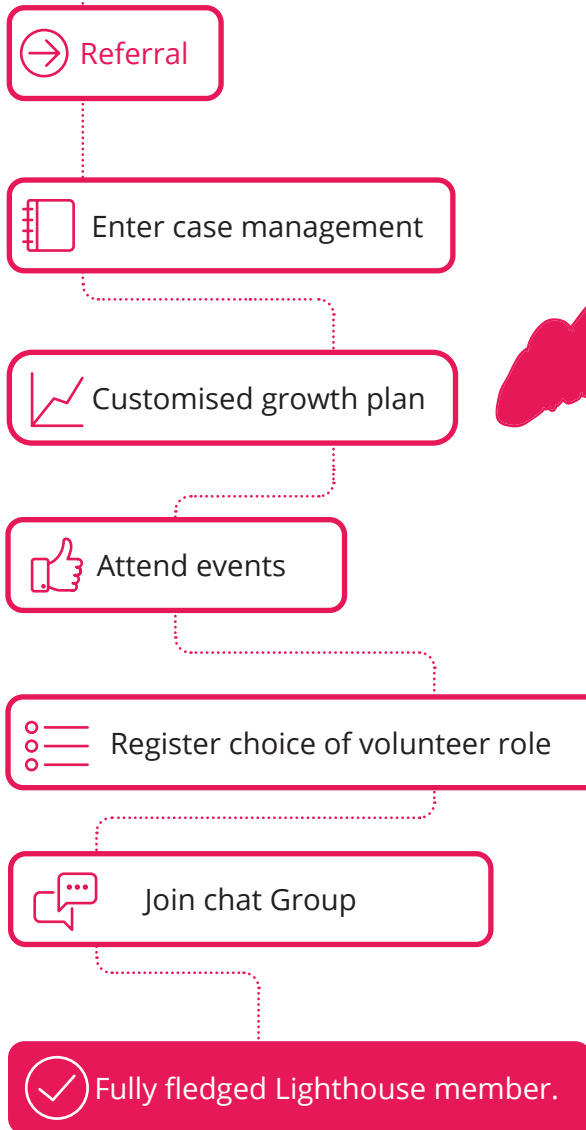 Referral
Enter case management
Customised growth plan
Attend events
Register choice of volunteer role
Join chat Group
Fully fledged Lighthouse member.